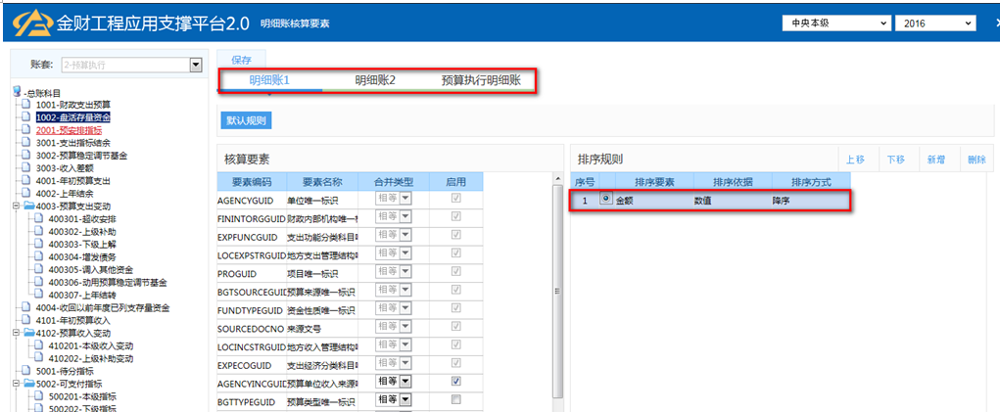 金财工程应用支撑平台2.0 明细账核算要素 中央本级 2016
账套: 2-预算执行
保存
明细账1 明细账2 预算执行明细账
默认规则
-总账科目
1001-财政支出预算
1002-盘活存量资金
2001-预安排指标
3001-支出指标结余
3002-预算稳定调节基金
3003-收入差额
4001-年初预算支出
4002-上年结余
4003-预算支出变动
400301-超收安排
400302-上级补助
400303-下级上解
400304-增发债务
400305-调入其他资金
400306-动用预算稳定调节基金
400307-上年结转
4004-收回以前年度已列支存量资金
4101-年初预算收入
4102-预算收入变动
410201-本级收入变动
410202-上级补助变动
5001-待分指标
5002-可支付指标
500201-本级指标
500202-下级指标
核算要素
要素编码 要素名称 合并类型 启用
AGENCYGUID 单位唯一标识 相等
FININTORGGUID 财政内部机构唯一标 相等
EXPFUNCGUID 支出功能分类科目 相等
LOCEXPSTRGUID 地方支出管理结构 相等
PROGUID 项目唯一标识 相等
BGTSOURCEGUID 预算来源唯一标识 相等
FUNDTYPEGUID 资金性质唯一标识 相等
SOURCEDOCNO 来源文号 相等
LOCINCSTRGUID 地方收入管理结构 相等
EXPECOGUID 支出经济分类科目 相等
AGENCYINCGUID 预算单位收入来源 相等
BGTTYPEGUID 预算类型唯一标识 相等
排序规则 上移 下移 新增 删除
序号 排序要素 排序依据 排序方式
1 金额 数值 降序